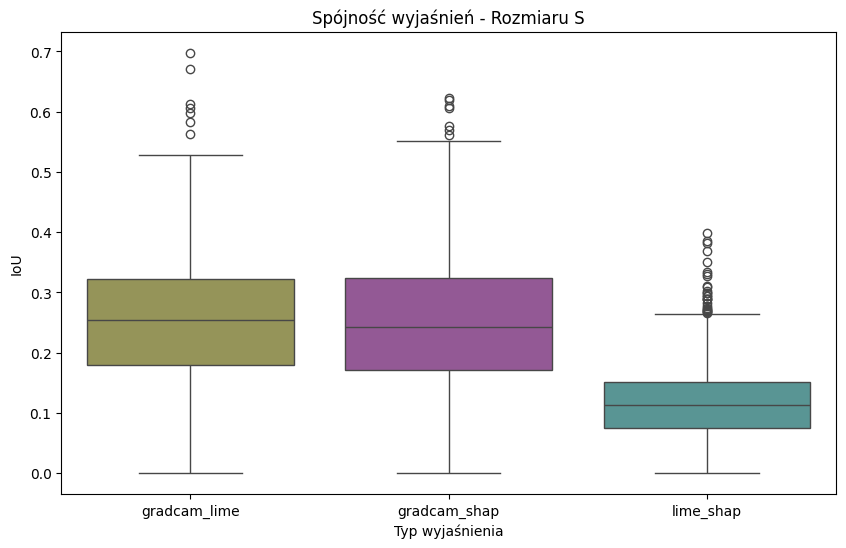 Spójność wyjaśnień - Rozmiaru S
IoU
0.7
0.6
0.5
0.4
0.3
0.2
0.1
0.0
gradcam_lime gradcam_shap lime_shap
Typ wyjaśnienia